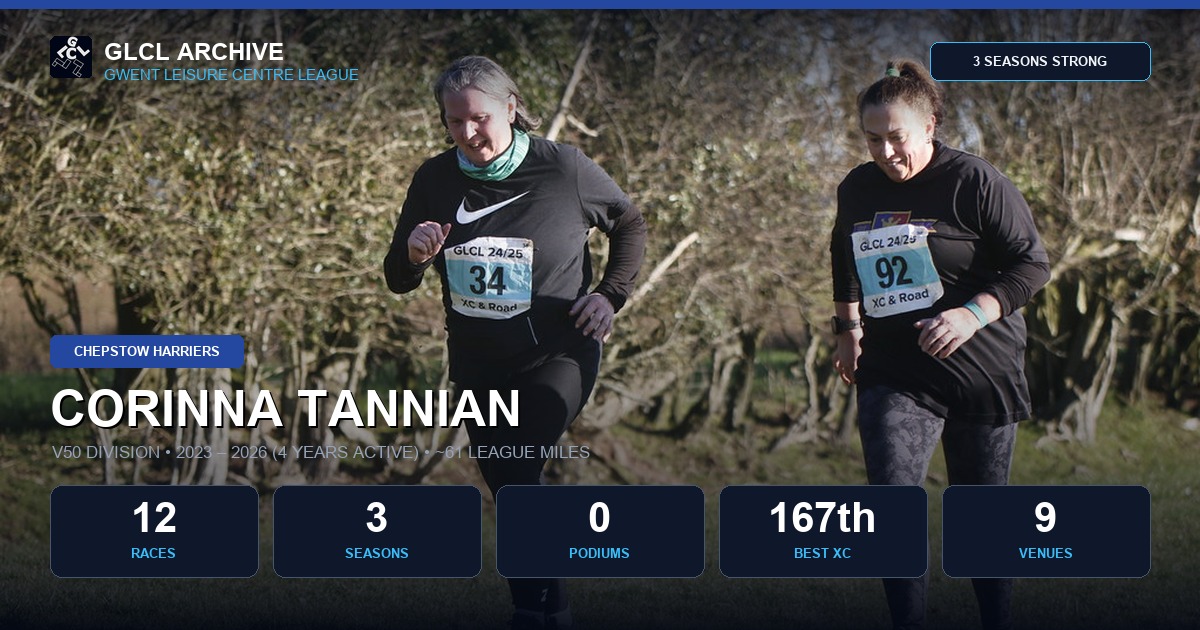 GLCL ARCHIVE
GWENT LEISURE CENTRE LEAGUE
3 SEASONS STRONG
GLCL 24/25
34
XC & Road
GLCL 24/25
92
XC & Road
CHEPSTOW HARRIERS
CORINNA TANNIAN
V50 DIVISION • 2023 – 2026 (4 YEARS ACTIVE) • ~61 LEAGUE MILES
12
RACES
3
SEASONS
0
PODIUMS
167th
BEST XC
9
VENUES